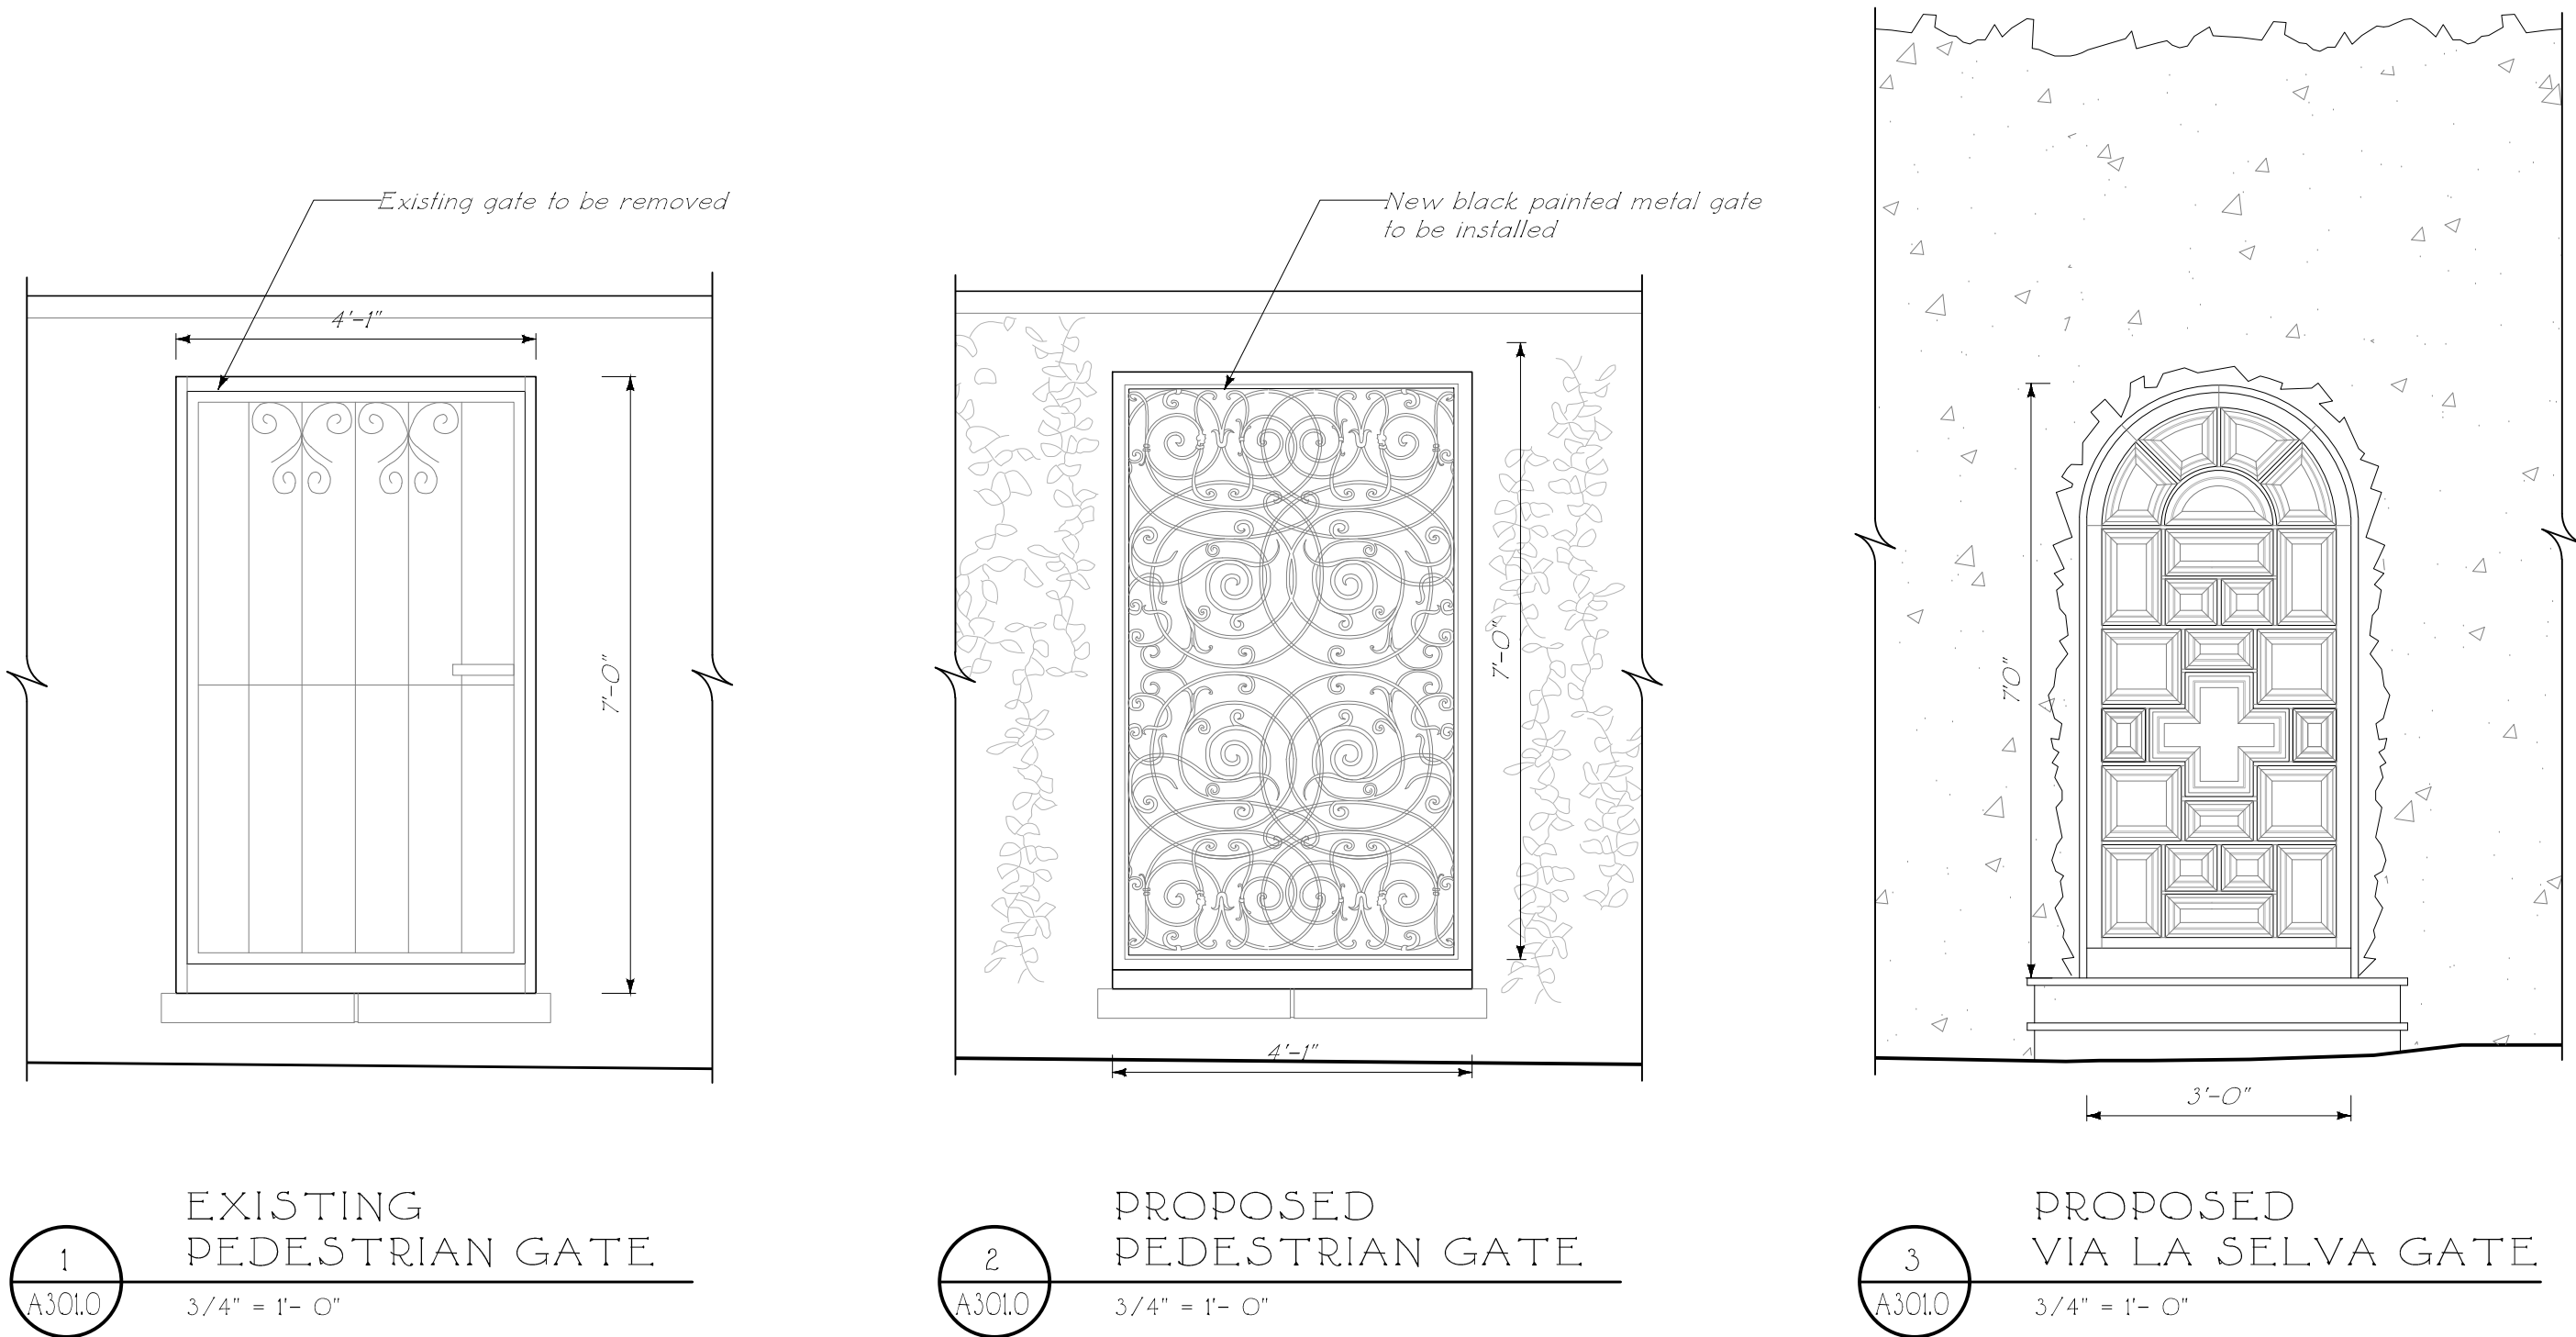 Existing gate to be removed
4'-1"
7'-0"
1
A301.0
EXISTING
PEDESTRIAN GATE
3/4" = 1'- 0"
New black painted metal gate
to be installed
7'-0"
4'-1"
2
A301.0
PROPOSED
PEDESTRIAN GATE
3/4" = 1'- 0"
7'0"
3'-0"
3
A301.0
PROPOSED
VIA LA SELVA GATE
3/4" = 1'- 0"